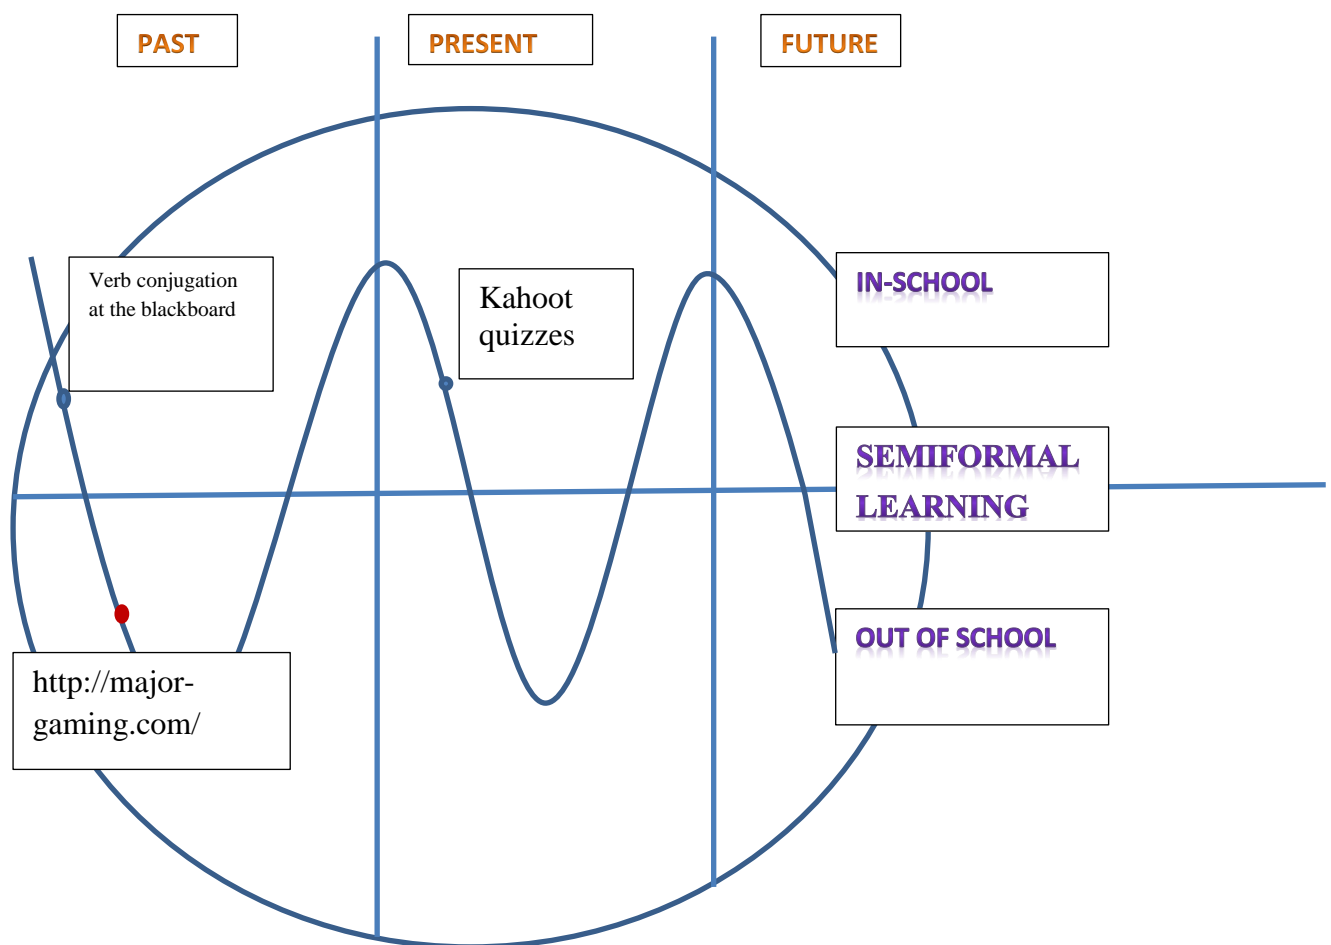 PAST
PRESENT
FUTURE
Verb conjugation
at the blackboard
Kahoot
quizzes
IN-SCHOOL
SEMIFORMAL
LEARNING
OUT OF SCHOOL
http://major-
gaming.com/